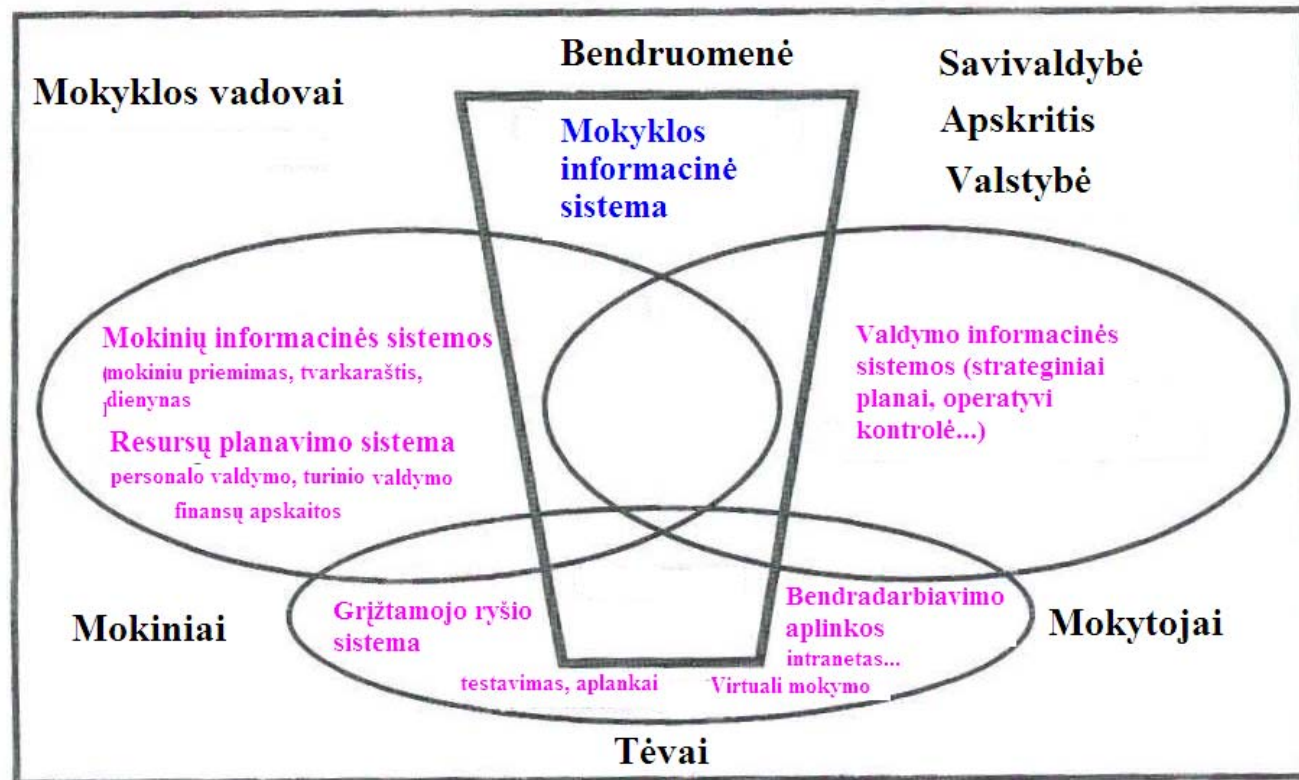 Bendruomenė
Savivaldybė
Mokyklos vadovai
Apskritis
Mokyklos
informacinė
sistema
Valstybė
Mokinių informacinės sistemos
(mokiniu priemimas, tvarkaraštis,
dienynas
Resursų planavimo sistema
personalo valdymo, turinio valdymo
finansų apskaitos
Valdymo informacinės
sistemos (strateginiai
planai, operatyvi
kontrolė...)
Mokiniai
Grįžtamojo ryšio
sistema
testavimas, aplankai
Bendradarbiavimo
aplinkos
intranetas...
Virtuali mokymo
Mokytojai
Tėvai